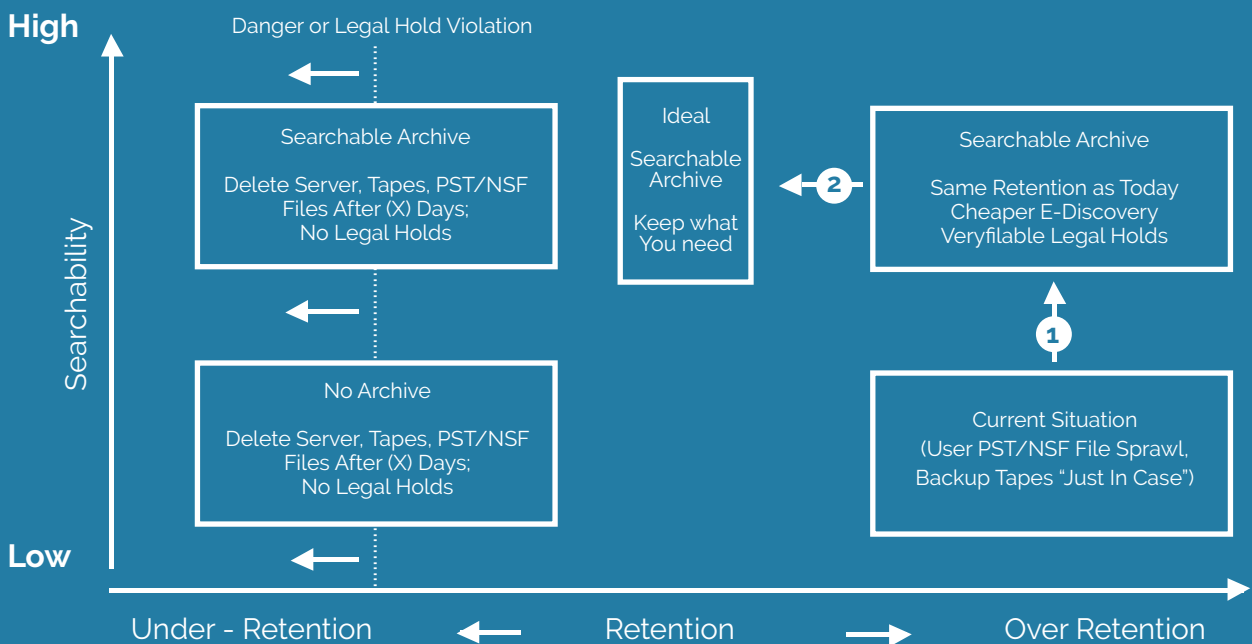 High
Danger or Legal Hold Violation
Searchable Archive
Delete Server, Tapes, PST/NSF
Files After (X) Days;
No Legal Holds
Ideal
Searchable
Archive
Keep what
You need
2
Searchable Archive
Same Retention as Today
Cheaper E-Discovery
Veryfilable Legal Holds
Searchability
1
No Archive
Delete Server, Tapes, PST/NSF
Files After (X) Days;
No Legal Holds
Current Situation
(User PST/NSF File Sprawl,
Backup Tapes “Just In Case”)
Low
Under - Retention
Retention
Over Retention